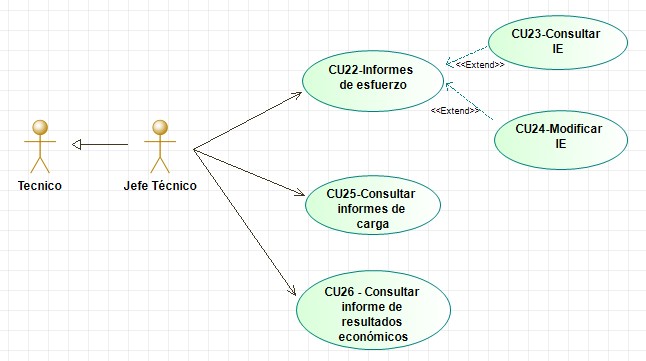 CU23-Consultar
IE
<<Extend>>
CU22-Informes
de esfuerzo
<<Extend>>
CU24-Modificar
IE
Tecnico
Jefe Técnico
CU25-Consultar
informes de
carga
CU26 - Consultar
informe de
resultados
económicos